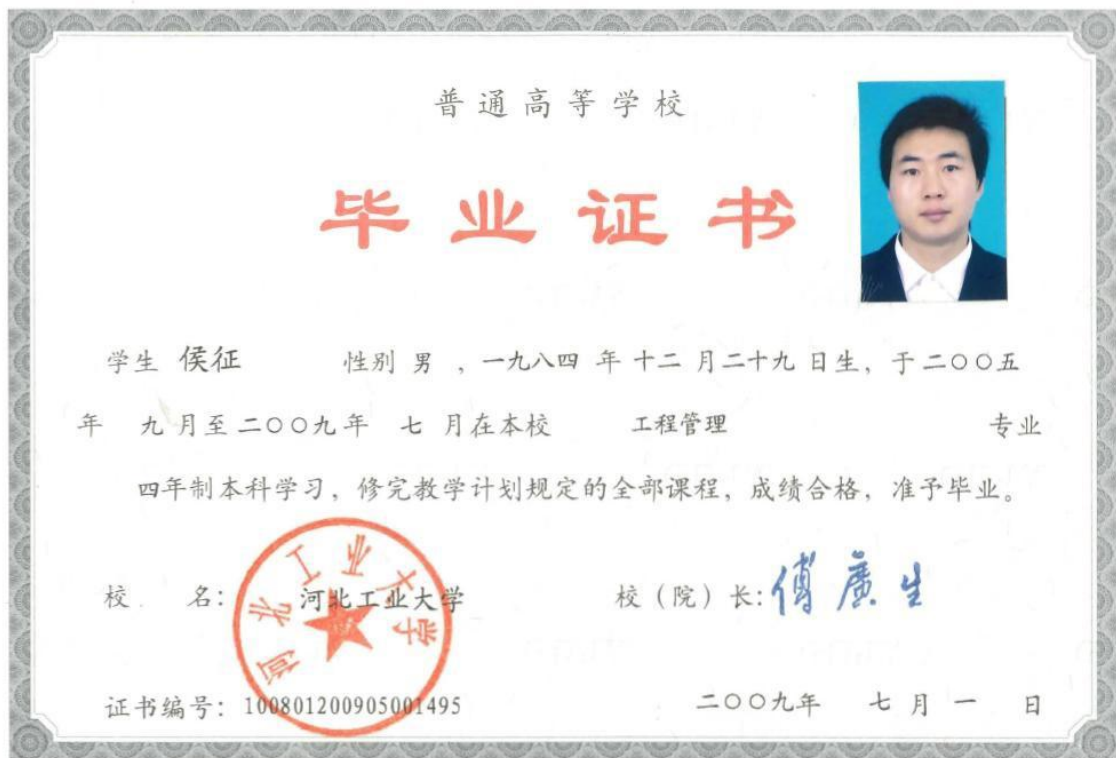 普通高等学校
毕业证书
学生 侯征 性别 男 ，一九八四 年 十二 月二十九 日生，于二〇〇五
年 九 月至二〇〇九年 七 月在本校 工程管理 专业
四年制本科学习，修完教学计划规定的全部课程，成绩合格，准予毕业。
河北工业大学
校 名： 河北工业大学 校（院）长：傅廣生
证书编号：100801200905001495 二〇〇九年 七 月 一 日